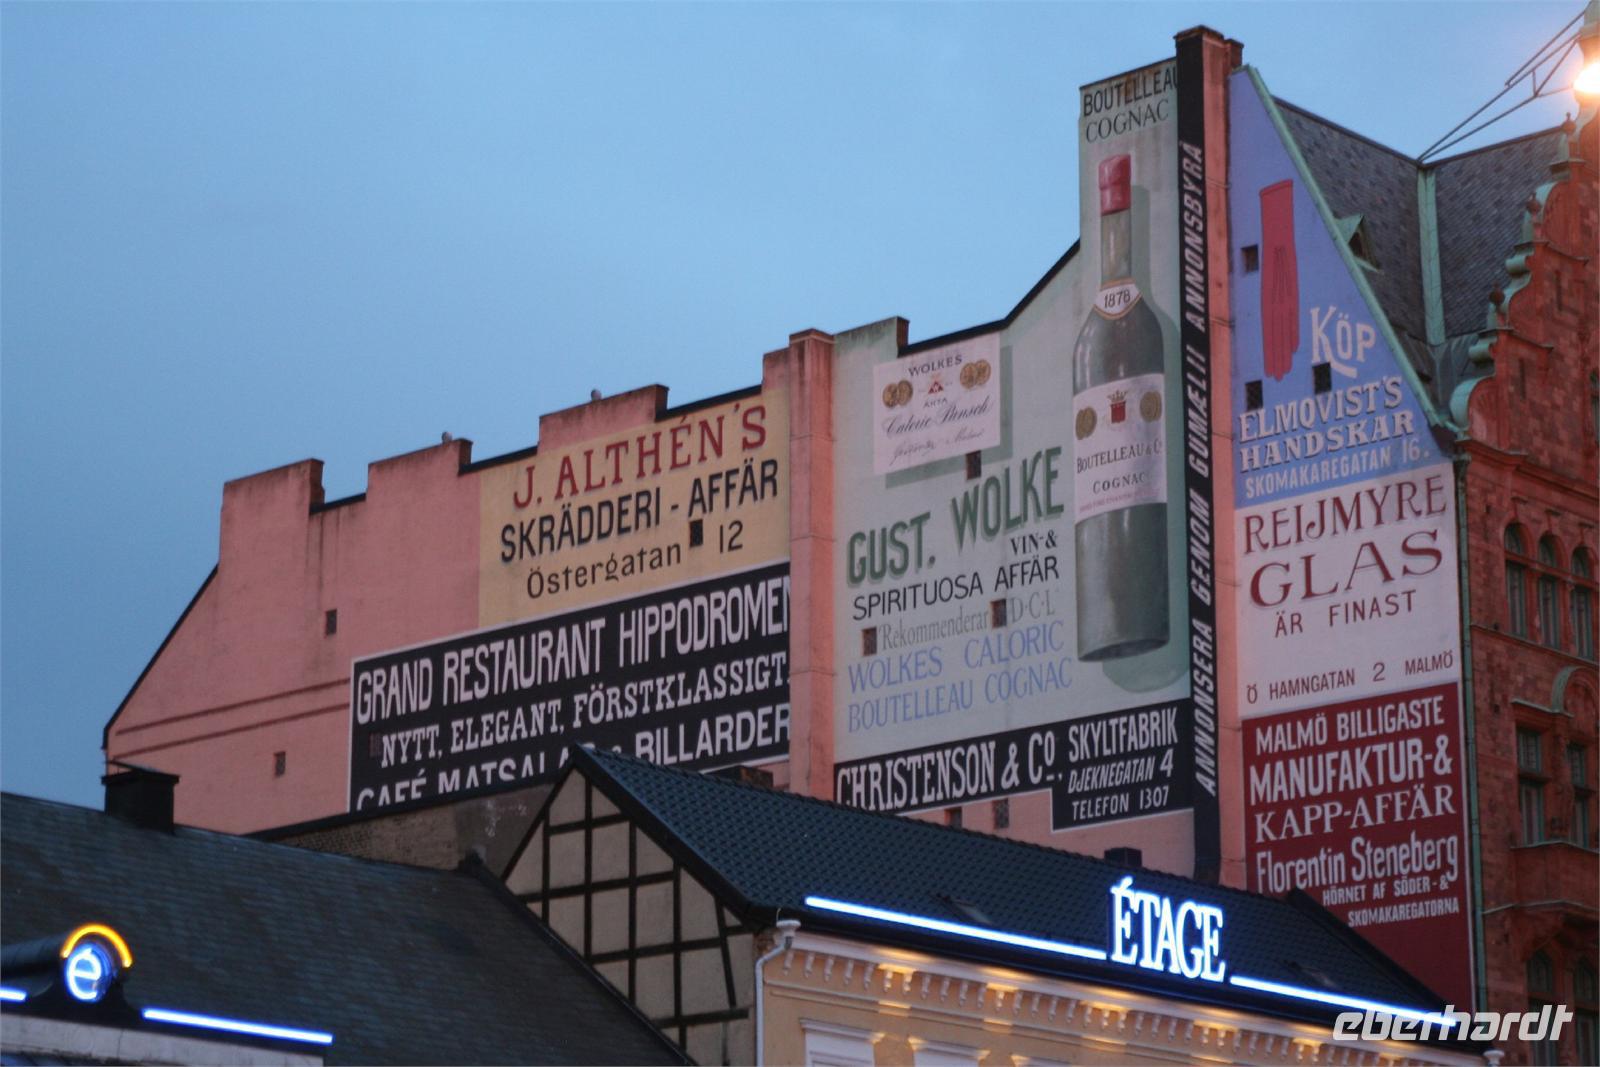 J. ALTHÉN'S
SKRÄDDERI - AFFÄR
Östergatan 12
GRAND RESTAURANT HIPPODROMEN
NYTT, ELEGANT, FÖRSTKLASSIGT.
CAFÉ MATSALA BILLARDER
BOUTELLEAU
COGNAC
1878
BOUTELLEAU & Co
COGNAC
WOLKES
ÄKTA
Caloric Punsch
GUST. WOLKE
VIN-&
SPIRITUOSA AFFÄR
Rekommenderar D.C.L
WOLKES CALORIC
BOUTELLEAU COGNAC
CHRISTENSON & Co. SKYLTFABRIK
DJEKNEGATAN 4
TELEFON 1307
ANNONSERA GENOM GUMÆLII ANNONSBYRÅ
KÖP
ELMQVIST'S
HANDSKAR
SKOMAKAREGATAN 16.
REIJMYRE
GLAS
ÄR FINAST
Ö HAMNGATAN 2 MALMÖ
MALMÖ BILLIGASTE
MANUFAKTUR-&
KAPP-AFFÄR
Florentin Steneberg
HÖRNET AF SÖDER-&
SKOMAKAREGATORNA
ÉTAGE
é
eberhardt